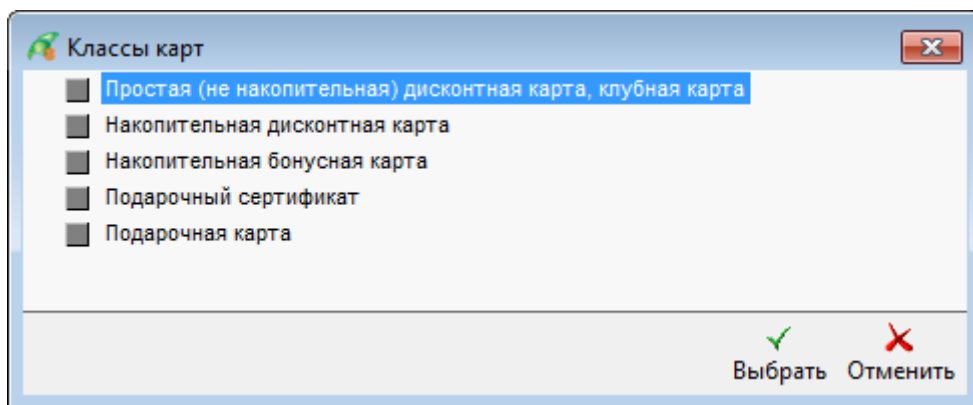 Классы карт
Простая (не накопительная) дисконтная карта, клубная карта
Накопительная дисконтная карта
Накопительная бонусная карта
Подарочный сертификат
Подарочная карта
Выбрать Отменить